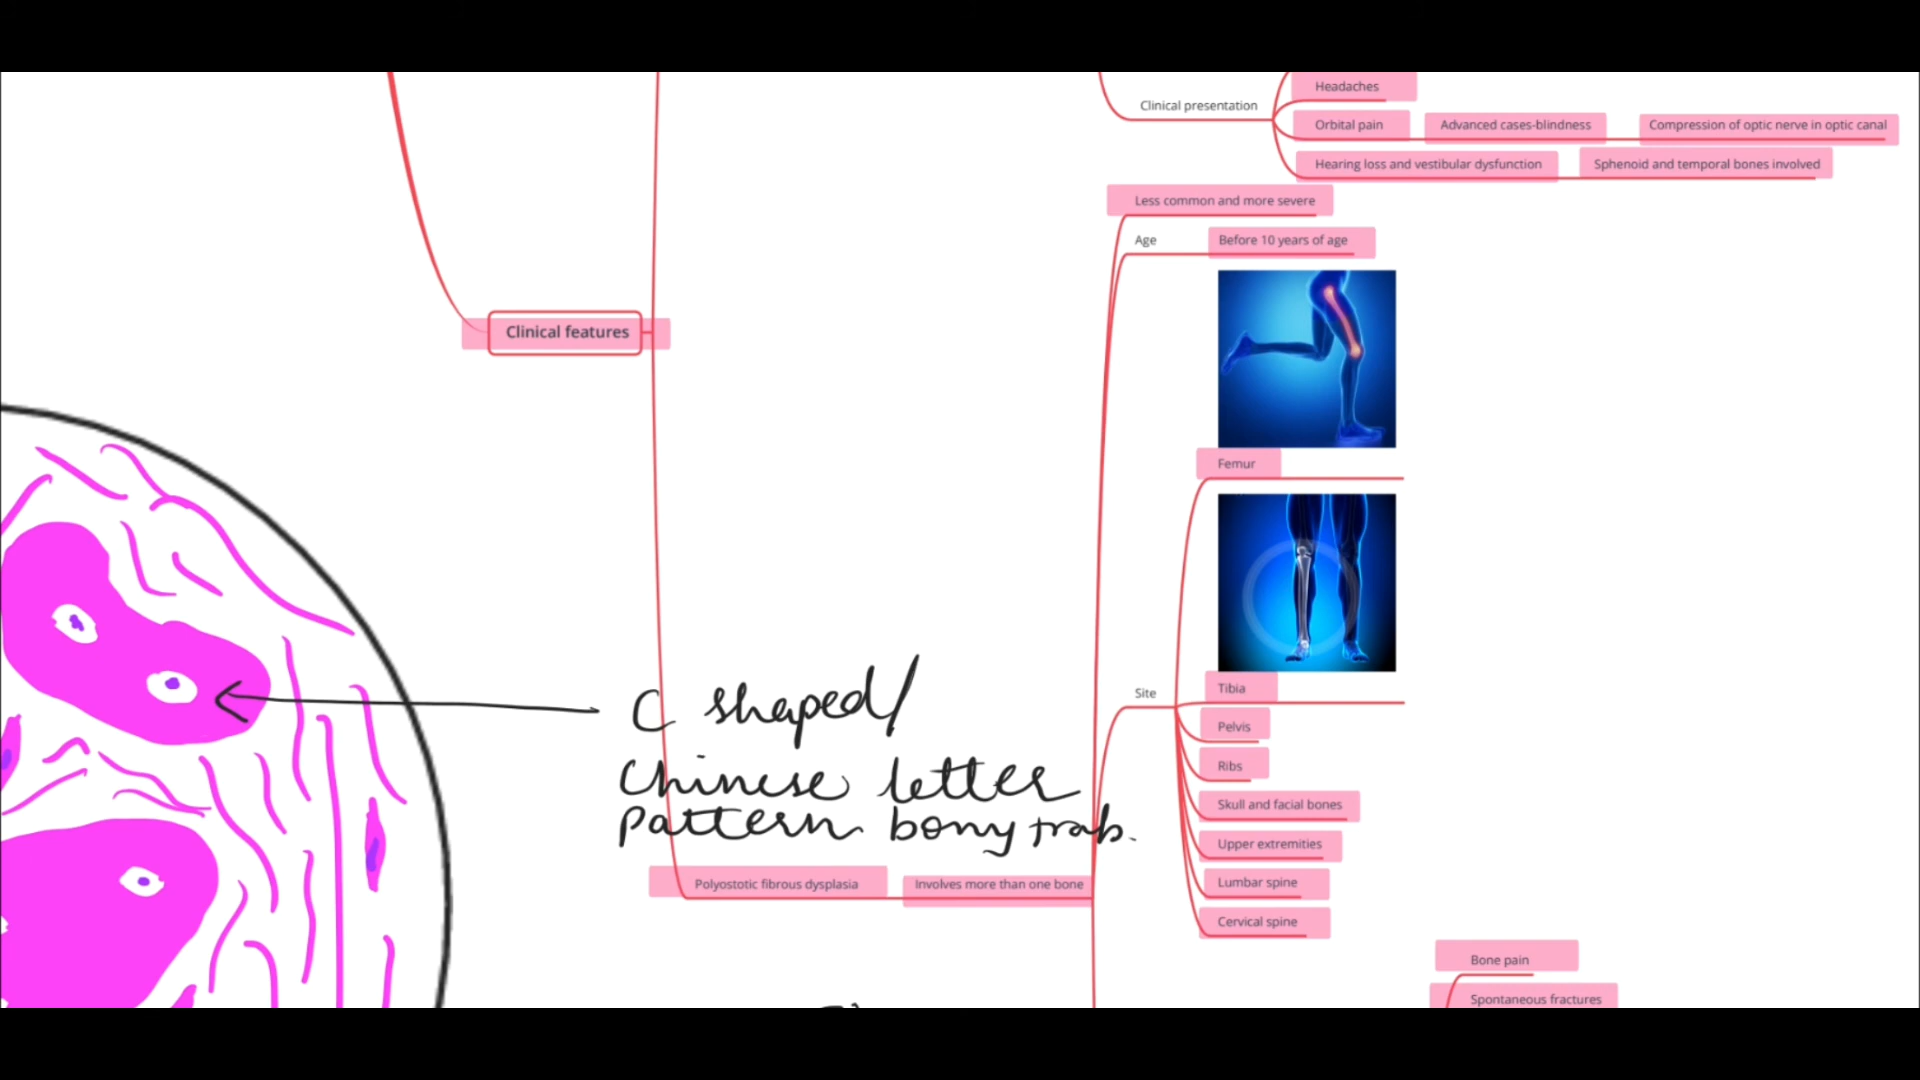 Headaches
Clinical presentation
Orbital pain Advanced cases-blindness Compression of optic nerve in optic canal
Hearing loss and vestibular dysfunction Sphenoid and temporal bones involved
Less common and more severe
Age Before 10 years of age
Clinical features
Femur
Site
Tibia
Pelvis
Ribs
Skull and facial bones
Upper extremities
Lumbar spine
Cervical spine
C shaped/
Chinese letter
pattern bony trab.
Polyostotic fibrous dysplasia Involves more than one bone
Bone pain
Spontaneous fractures